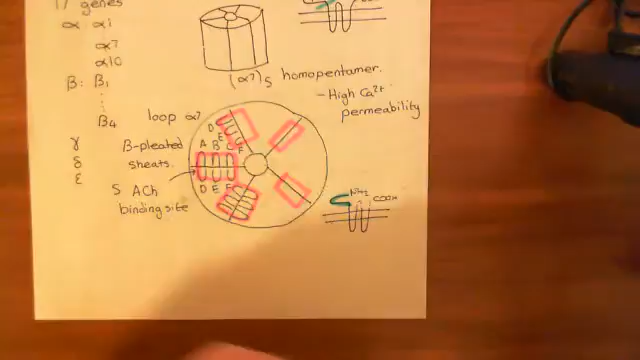 17 genes
α α1
α7
α10
β: β1
β4
γ
δ
ε
(α7)5 homopentamer.
- High Ca2+
permeability
loop α7
β-pleated
sheats.
5 ACh
binding site
D
E
F
A B C
D E F
NH2
COOH